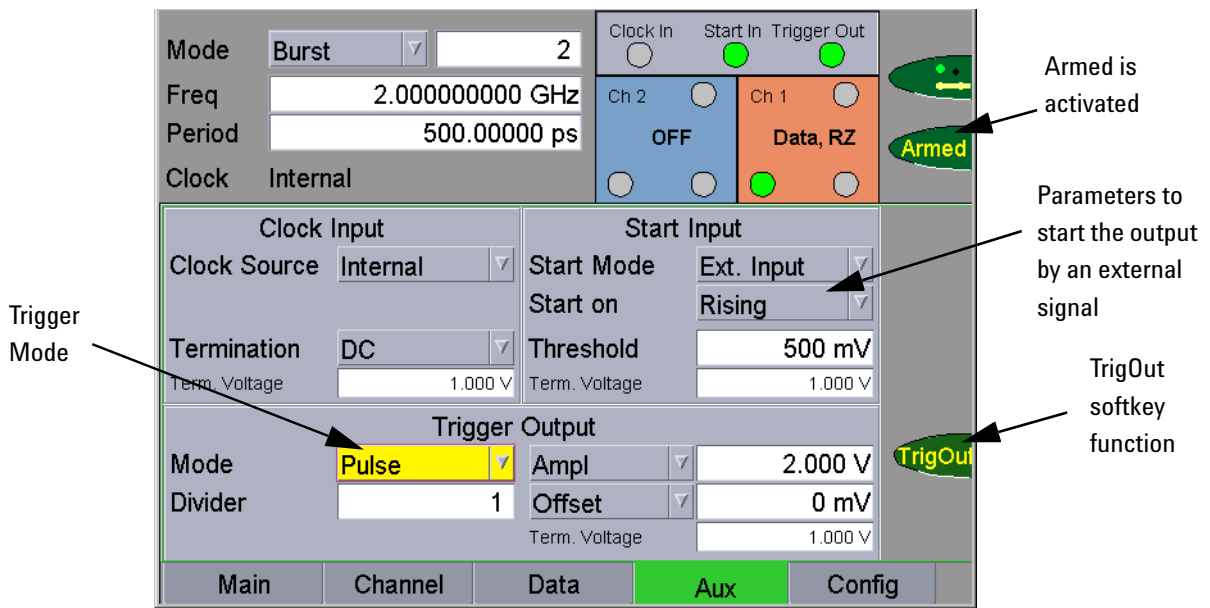 Mode Burst 2
Freq 2.000000000 GHz
Period 500.00000 ps
Clock Internal
Clock In Start In Trigger Out
Ch 2 OFF
Ch 1 Data, RZ
Armed
Armed is
activated
Clock Input
Clock Source Internal
Termination DC
Term. Voltage 1.000 V
Start Input
Start Mode Ext. Input
Start on Rising
Threshold 500 mV
Term. Voltage 1.000 V
Parameters to
start the output
by an external
signal
Trigger
Mode
Trigger Output
Mode Pulse
Divider 1
Ampl 2.000 V
Offset 0 mV
Term. Voltage 1.000 V
TrigOut
TrigOut
softkey
function
Main Channel Data Aux Config